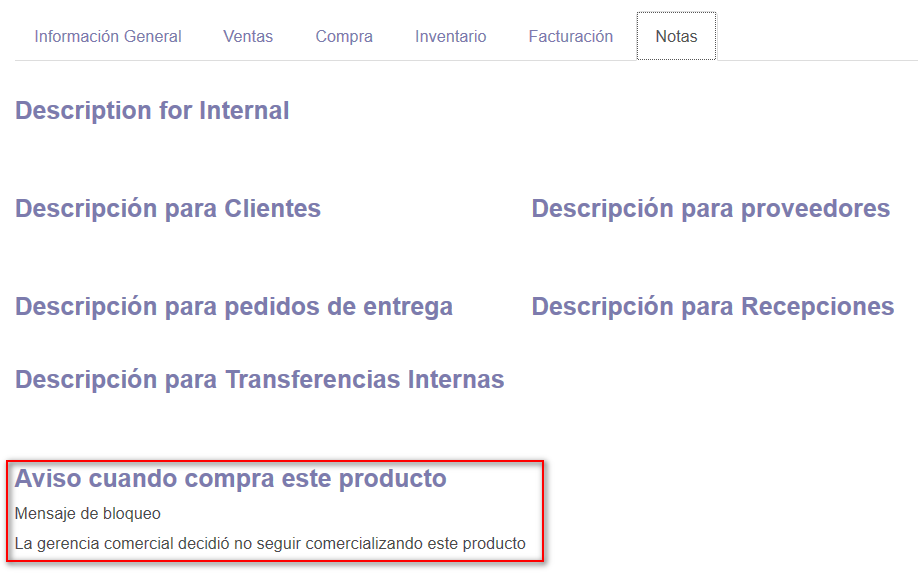 Información General Ventas Compra Inventario Facturación Notas
Description for Internal
Descripción para Clientes Descripción para proveedores
Descripción para pedidos de entrega Descripción para Recepciones
Descripción para Transferencias Internas
Aviso cuando compra este producto
Mensaje de bloqueo
La gerencia comercial decidió no seguir comercializando este producto